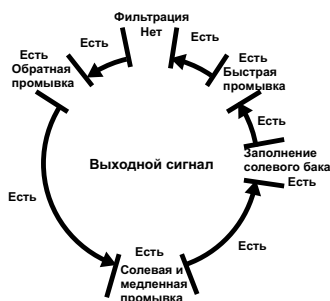 Фильтрация
Нет
Есть
Есть
Есть
Обратная
промывка
Есть
Быстрая
промывка
Есть
Выходной сигнал
Заполнение
солевого бака
Есть
Есть
Есть
Есть
Солевая и
медленная
промывка